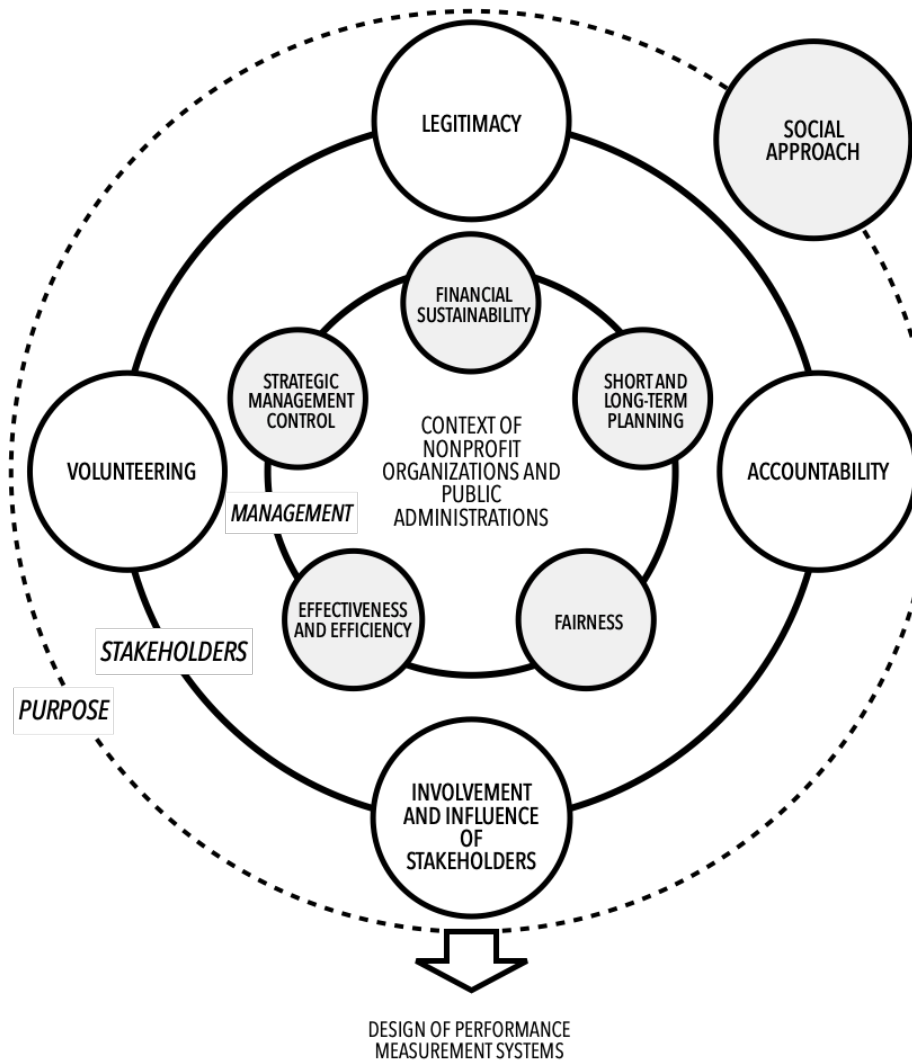 LEGITIMACY
SOCIAL
APPROACH
FINANCIAL
SUSTAINABILITY
STRATEGIC
MANAGEMENT
CONTROL
SHORT AND
LONG-TERM
PLANNING
CONTEXT OF
NONPROFIT
ORGANIZATIONS AND
PUBLIC
ADMINISTRATIONS
VOLUNTEERING
ACCOUNTABILITY
MANAGEMENT
EFFECTIVENESS
AND EFFICIENCY
FAIRNESS
STAKEHOLDERS
PURPOSE
INVOLVEMENT
AND INFLUENCE
OF
STAKEHOLDERS
DESIGN OF PERFORMANCE
MEASUREMENT SYSTEMS